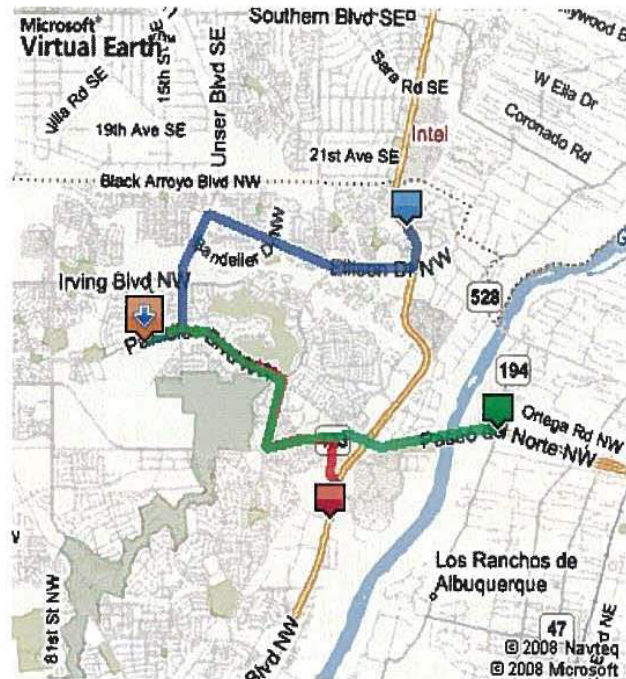 Microsoft®
Virtual Earth™
Southern Blvd SE
15th St SE
Unser Blvd SE
Villa Rd SE
19th Ave SE
Sara Rd SE
W Ella Dr
Coronado Rd
Intel
21st Ave SE
Black Arroyo Blvd NW
Bandelier Dr NW
Ellison Dr NW
Irving Blvd NW
528
194
Ortega Rd NW
Paseo del Norte NW
Los Ranchos de
Albuquerque
81st St NW
Blvd NW
47
© 2008 Navteq
© 2008 Microsoft